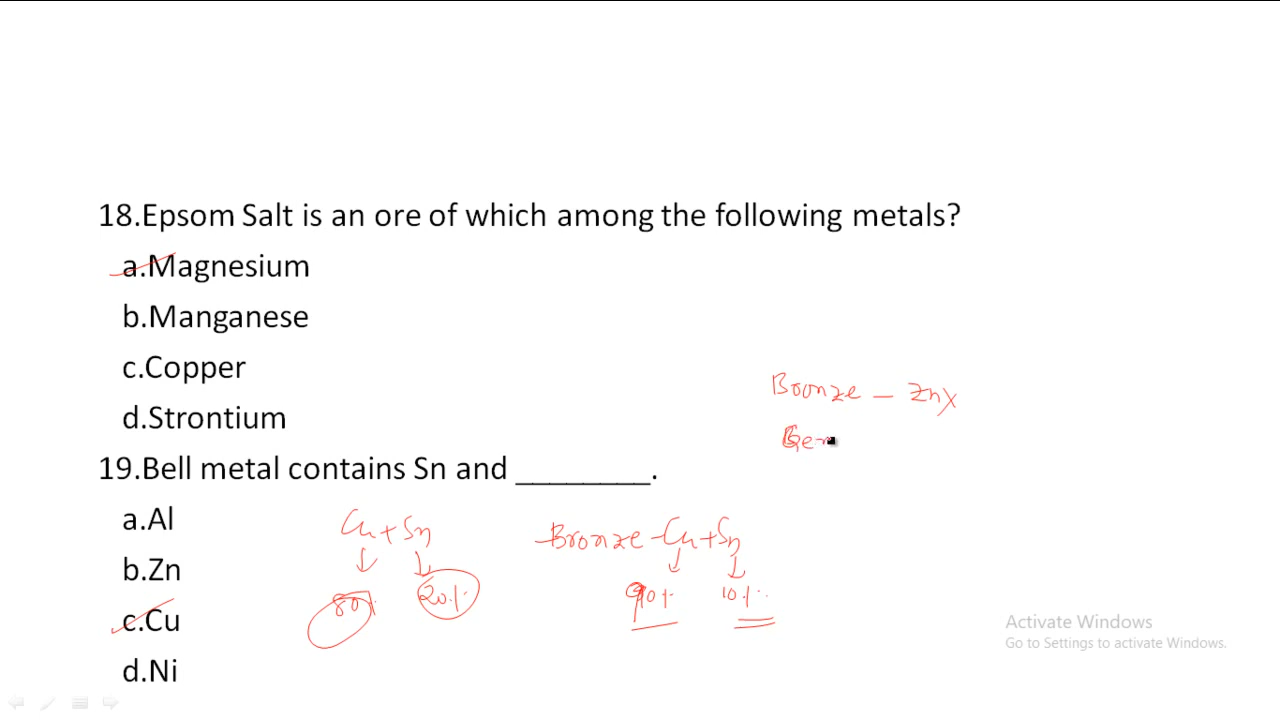 18.Epsom Salt is an ore of which among the following metals?
a.Magnesium
b.Manganese
c.Copper
d.Strontium
Bronze - Zn X
Ger
19.Bell metal contains Sn and ________.
a.Al
b.Zn
c.Cu
d.Ni
Cu + Sn
80% 20%
Bronze - Cu + Sn
90% 10%
Activate Windows
Go to Settings to activate Windows.